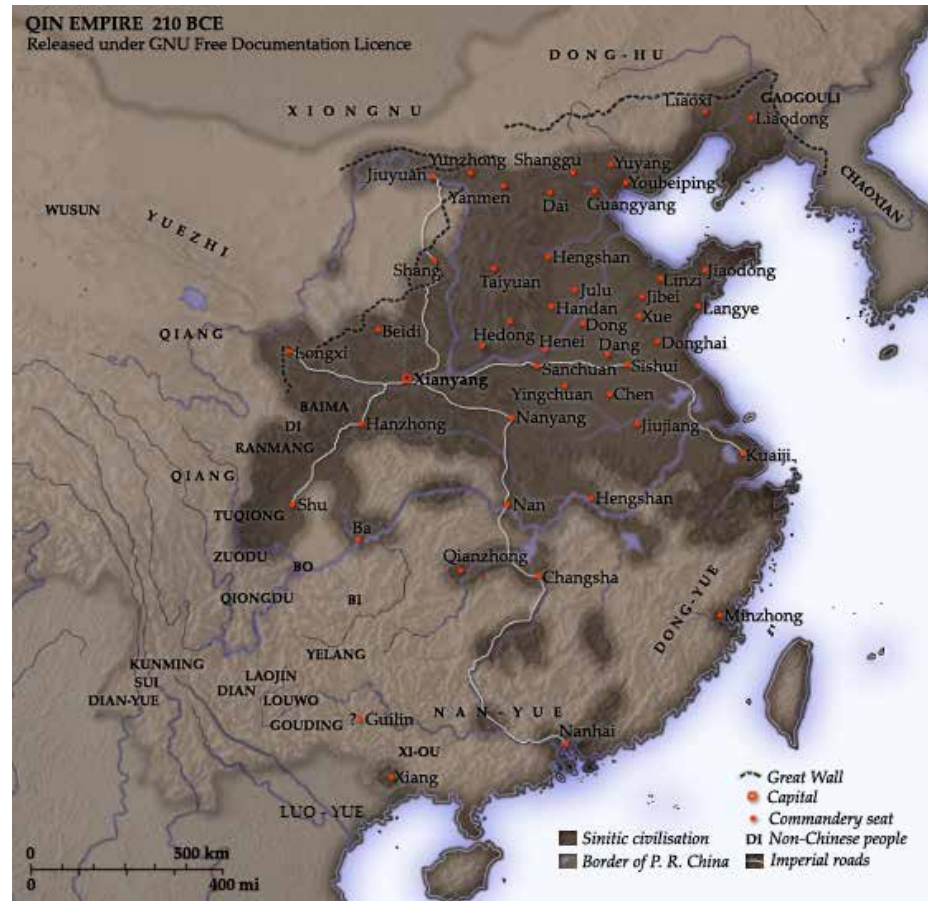 QIN EMPIRE 210 BCE
Released under GNU Free Documentation Licence
DONG-HU
XIONGNU
Liaoxi
GAOGOULI
Liaodong
Yunzhong
Shanggu
Yuyang
Jiuyuan
Youbeiping
Yanmen
Dai
Guangyang
CHAOXIAN
WUSUN
YUEZHI
Hengshan
Shang
Taiyuan
Linzi
Jiaodong
Julu
Jibei
Handan
Langye
QIANG
Beidi
Hedong
Dong
Xue
Longxi
Henei
Dang
Donghai
Xianyang
Sanchuan
Sishui
Yingchuan
Chen
BAIMA
DI
Hanzhong
Nanyang
Jiujiang
RANMANG
Kuaiji
QIANG
Shu
Nan
Hengshan
TUQIONG
Ba
ZUODU
BO
Qianzhong
Changsha
QIONGDU
BI
DONG-YUE
Minzhong
YELANG
KUNMING
SUI
LAOJIN
DIAN-YUE
DIAN
LOUWO
NAN-YUE
GOUDING
? Guilin
Nanhai
XI-OU
Xiang
LUO-YUE
Great Wall
Capital
Commandery seat
Sinitic civilisation
DI Non-Chinese people
Border of P. R. China
Imperial roads
0 500 km
0 400 mi